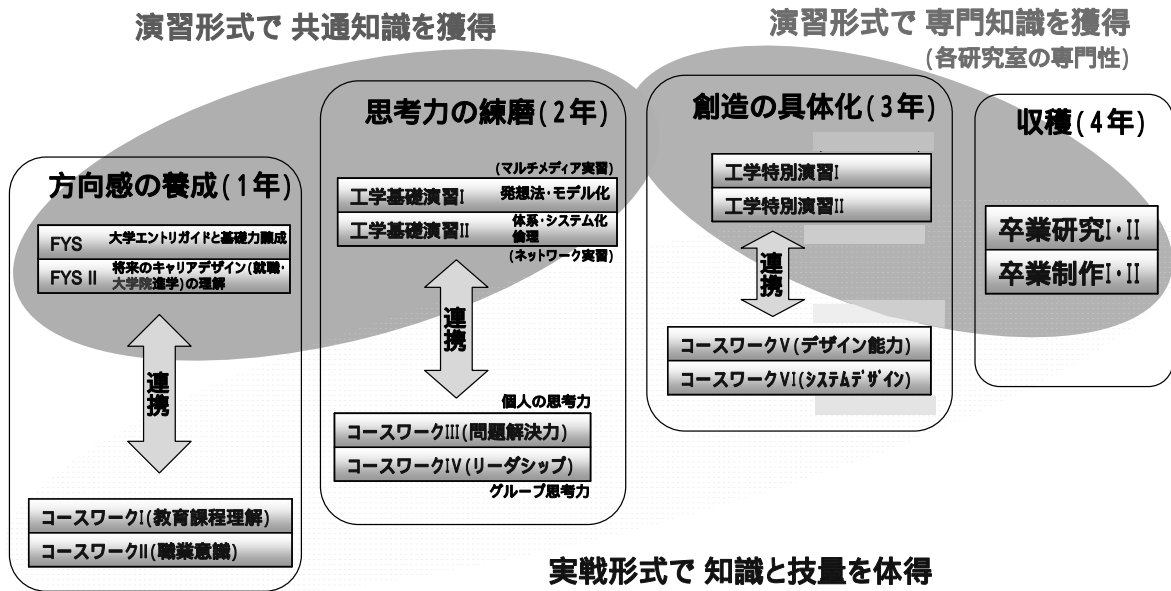 演習形式で 共通知識を獲得
演習形式で 専門知識を獲得
(各研究室の専門性)
方向感の養成(1年)
FYS 大学エントリガイドと基礎力醸成
FYS II 将来のキャリアデザイン(就職・
大学院進学)の理解
連携
コースワークI(教育課程理解)
コースワークII(職業意識)
思考力の練磨(2年)
(マルチメディア実習)
工学基礎演習I 発想法・モデル化
工学基礎演習II 体系・システム化
倫理
(ネットワーク実習)
連携
個人の思考力
コースワークIII(問題解決力)
コースワークIV(リーダシップ)
グループ思考力
創造の具体化(3年)
工学特別演習I
工学特別演習II
連携
コースワークV(デザイン能力)
コースワークVI(システムデザイン)
収穫(4年)
卒業研究I・II
卒業制作I・II
実戦形式で 知識と技量を体得